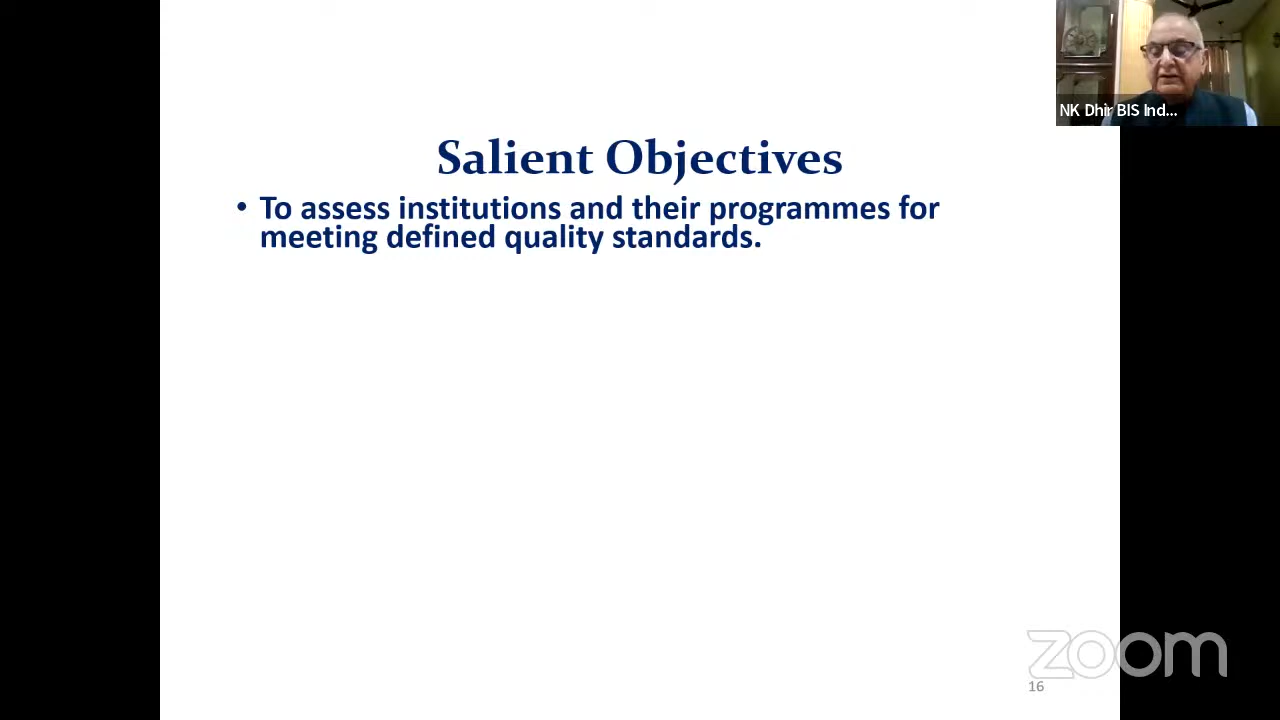 NK Dhir BIS Ind...
Salient Objectives
• To assess institutions and their programmes for
meeting defined quality standards.
zoom
16